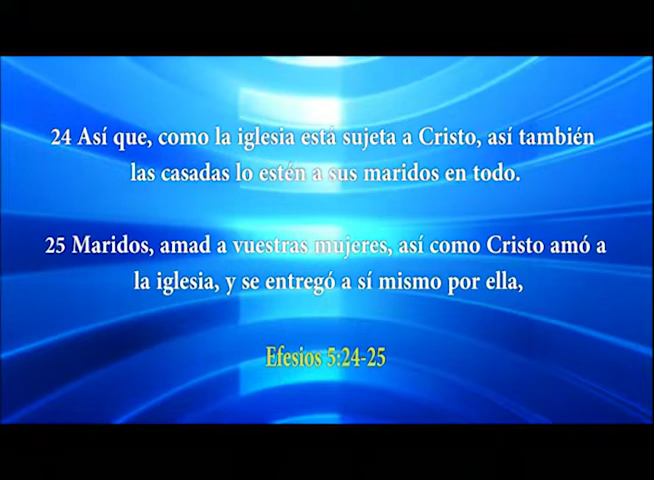 24 Así que, como la iglesia está sujeta a Cristo, así también
las casadas lo estén a sus maridos en todo.
25 Maridos, amad a vuestras mujeres, así como Cristo amó a
la iglesia, y se entregó a sí mismo por ella,
Efesios 5:24-25